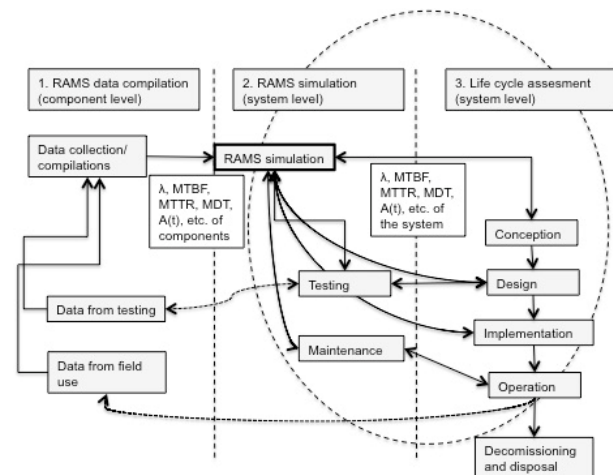 1. RAMS data compilation
(component level)
2. RAMS simulation
(system level)
3. Life cycle assesment
(system level)
Data collection/
compilations
RAMS simulation
λ, MTBF,
MTTR, MDT,
A(t), etc. of
components
λ, MTBF,
MTTR, MDT,
A(t), etc. of
the system
Conception
Testing
Design
Data from testing
Implementation
Maintenance
Data from field
use
Operation
Decomissioning
and disposal